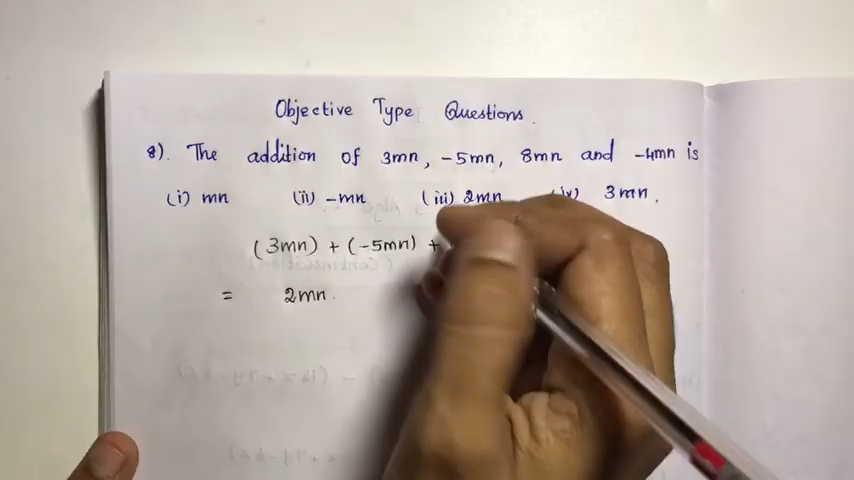 Objective Type Questions.
8). The addition of 3mn, -5mn, 8mn and -4mn is
(i) mn (ii) -mn (iii) 2mn (iv) 3mn.
(3mn) + (-5mn) +
= 2mn.